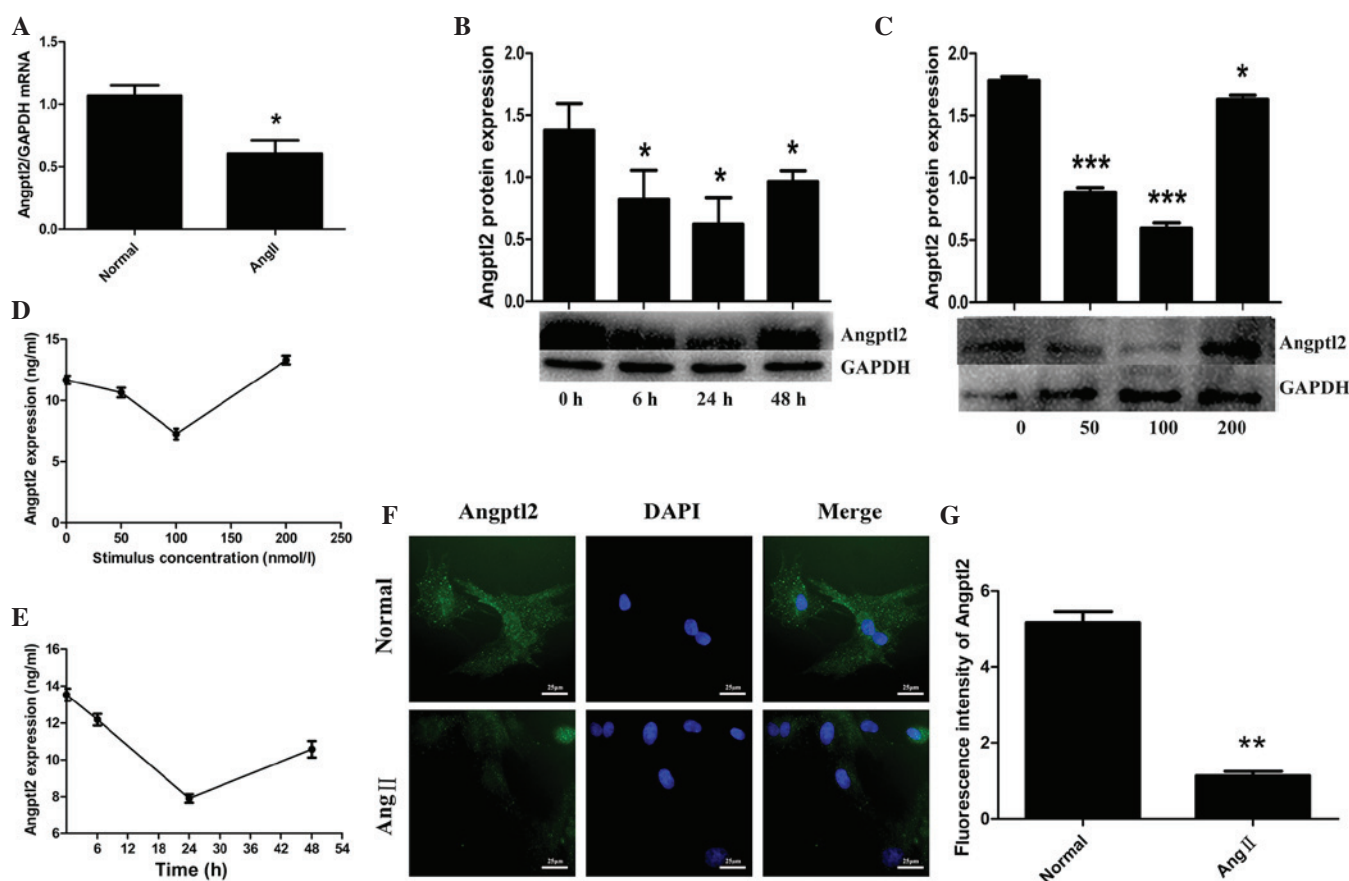 A
Angptl2/GAPDH mRNA
1.5
1.0
0.5
0.0
*
Normal
AngII
B
Angptl2 protein expression
2.0
1.5
1.0
0.5
0.0
*
*
*
Angptl2
GAPDH
0 h 6 h 24 h 48 h
C
Angptl2 protein expression
2.0
1.5
1.0
0.5
0.0
***
***
*
Angptl2
GAPDH
0 50 100 200
D
Angptl2 expression (ng/ml)
15
10
5
0
0 50 100 150 200 250
Stimulus concentration (nmol/l)
E
Angptl2 expression (ng/ml)
16
14
12
10
8
6
6 12 18 24 30 36 42 48 54
Time (h)
F
Angptl2 DAPI Merge
Normal
25μm 25μm 25μm
AngⅡ
25μm 25μm 25μm
G
Fluorescence intensity of Angptl2
6
4
2
0
**
Normal
AngⅡ